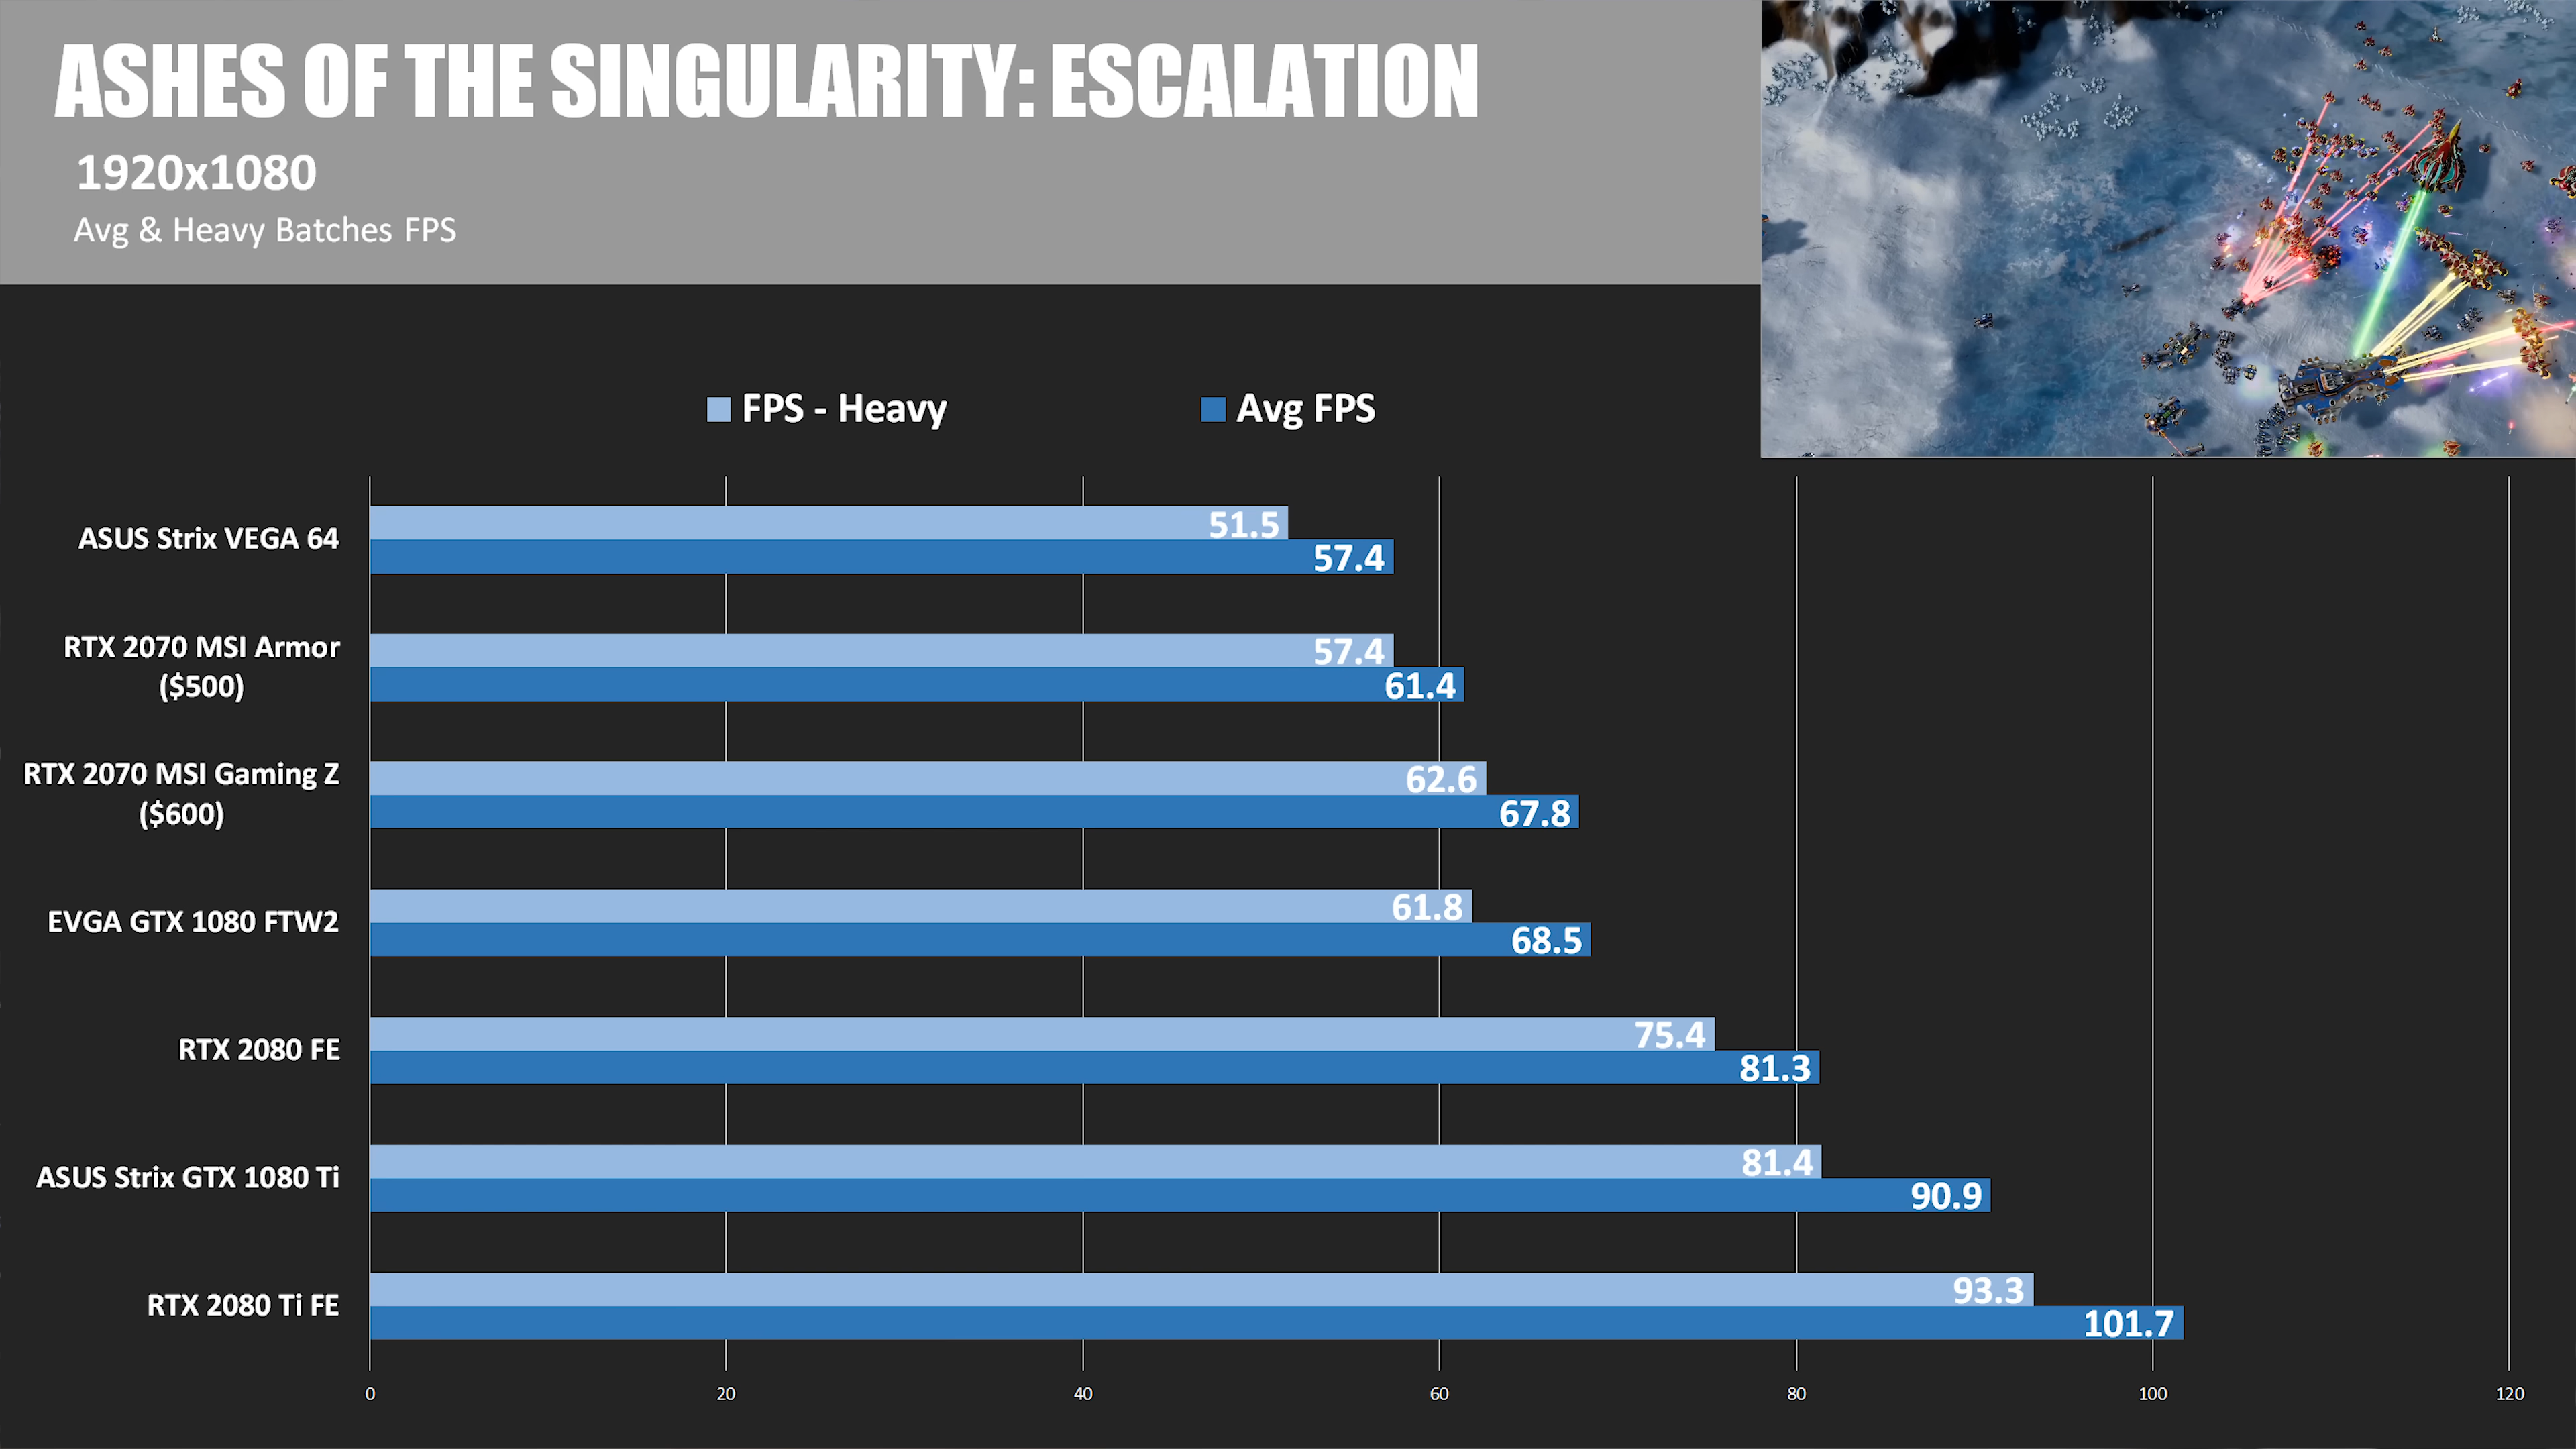 ASHES OF THE SINGULARITY: ESCALATION
1920x1080
Avg & Heavy Batches FPS
FPS - Heavy
Avg FPS
ASUS Strix VEGA 64
51.5
57.4
RTX 2070 MSI Armor
($500)
57.4
61.4
RTX 2070 MSI Gaming Z
($600)
62.6
67.8
EVGA GTX 1080 FTW2
61.8
68.5
RTX 2080 FE
75.4
81.3
ASUS Strix GTX 1080 Ti
81.4
90.9
RTX 2080 Ti FE
93.3
101.7
0 20 40 60 80 100 120